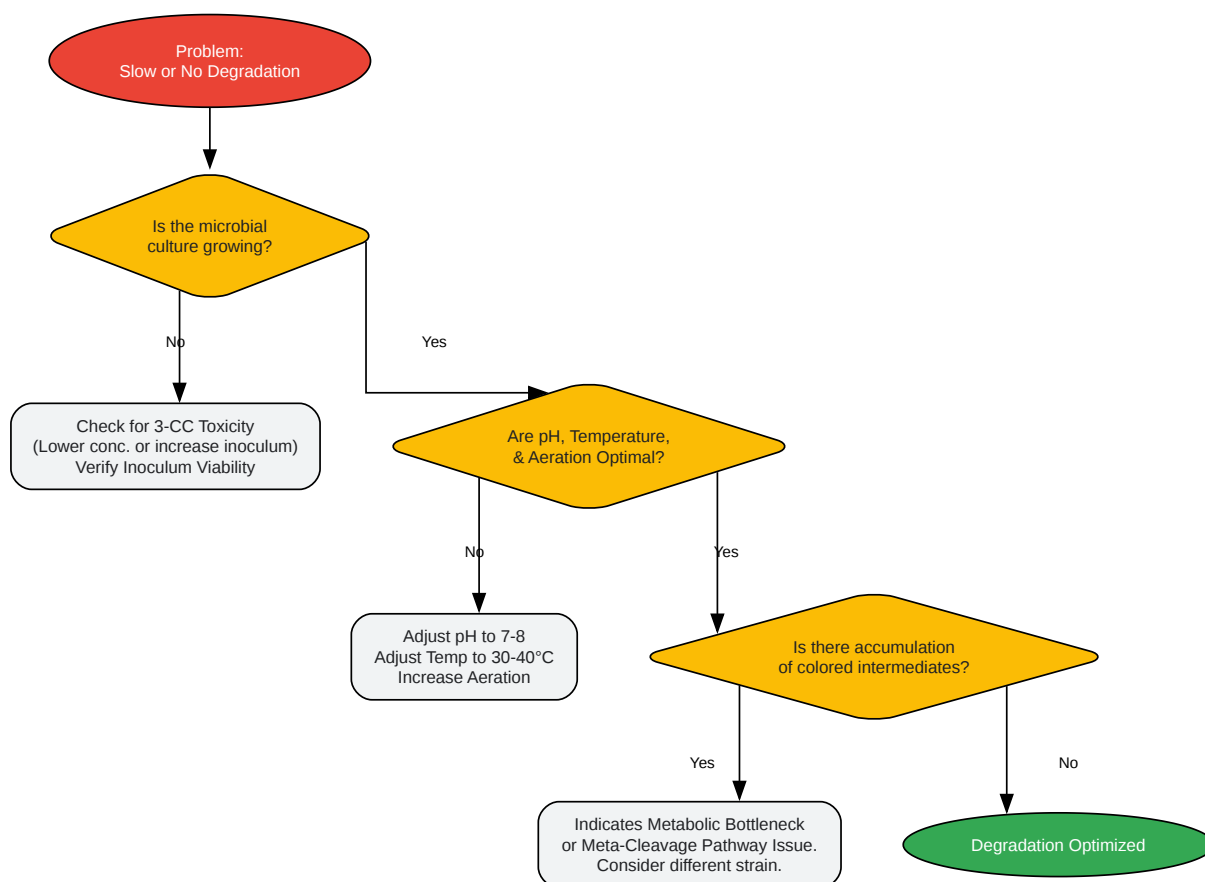 Problem:
Slow or No Degradation
Is the microbial
culture growing?
No
Yes
Check for 3-CC Toxicity
(Lower conc. or increase inoculum)
Verify Inoculum Viability
Are pH, Temperature,
& Aeration Optimal?
No
Yes
Adjust pH to 7-8
Adjust Temp to 30-40°C
Increase Aeration
Is there accumulation
of colored intermediates?
Yes
No
Indicates Metabolic Bottleneck
or Meta-Cleavage Pathway Issue.
Consider different strain.
Degradation Optimized